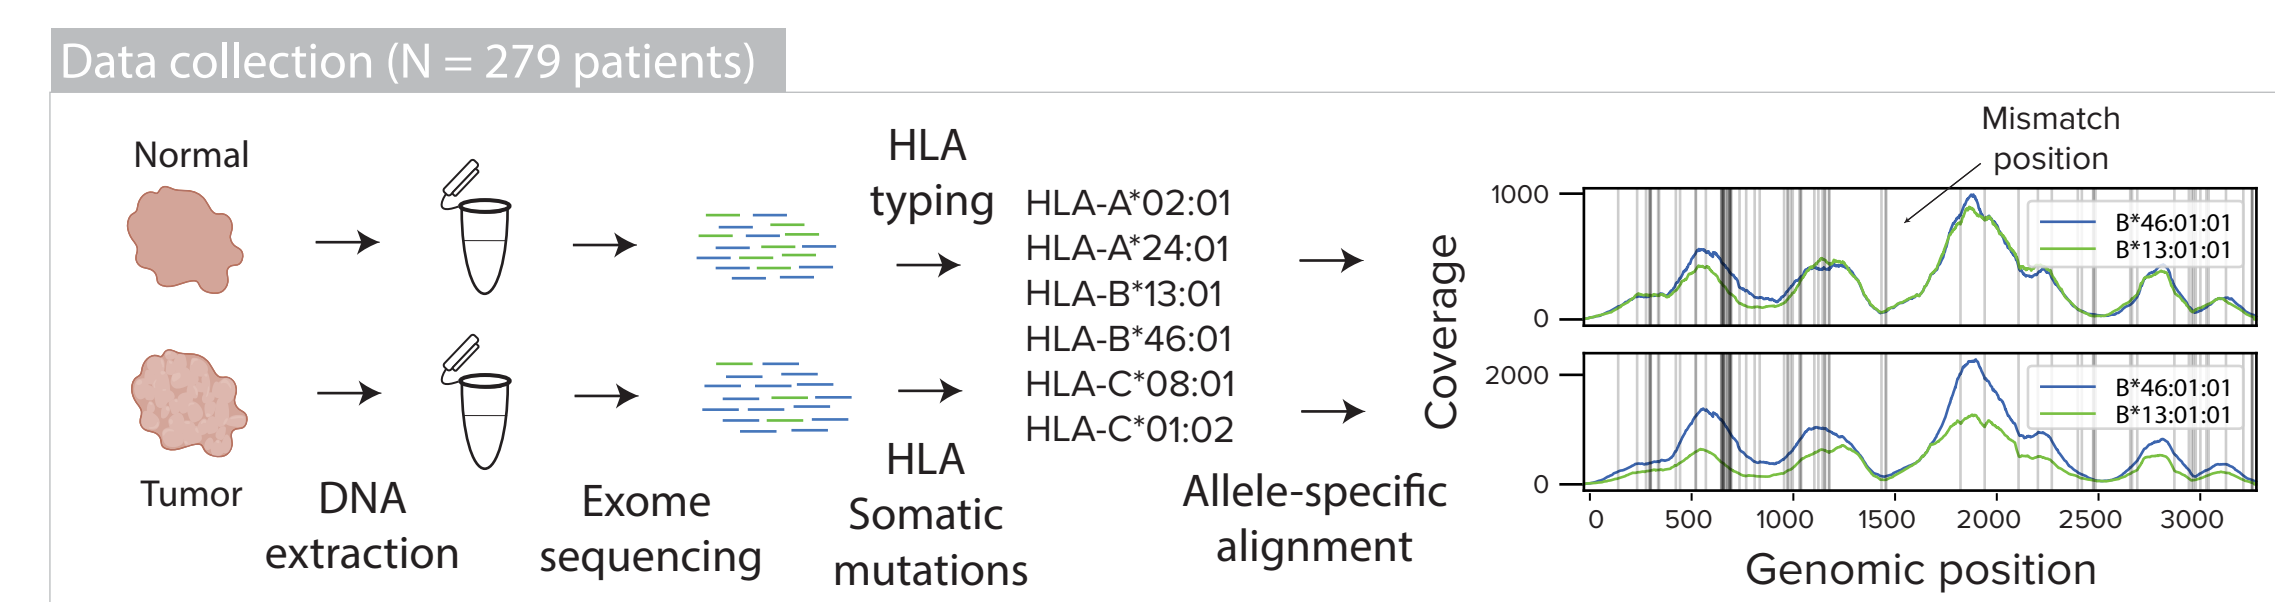 Data collection (N = 279 patients)
Normal
Tumor
DNA
extraction
Exome
sequencing
HLA
typing
HLA
Somatic
mutations
HLA-A*02:01
HLA-A*24:01
HLA-B*13:01
HLA-B*46:01
HLA-C*08:01
HLA-C*01:02
Allele-specific
alignment
Mismatch
position
Coverage
1000
0
B*46:01:01
B*13:01:01
2000
0
B*46:01:01
B*13:01:01
0 500 1000 1500 2000 2500 3000
Genomic position